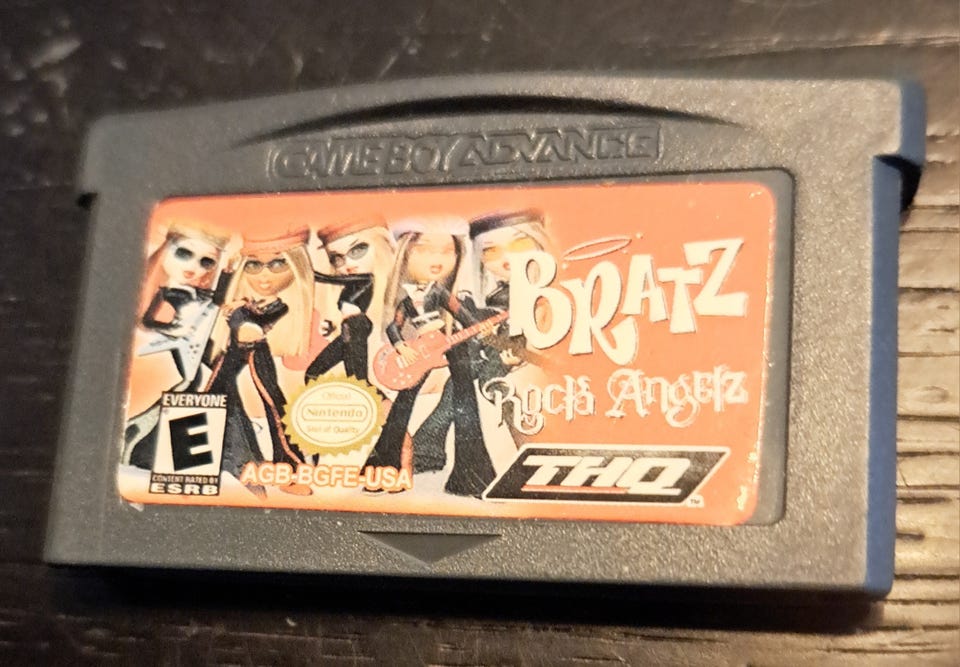 GAME BOY ADVANCE
BRATZ
Rock Angelz
EVERYONE
E
CONTENT RATED BY
ESRB
Official
Nintendo
Seal of Quality
AGB-BGFE-USA
THQ
TM